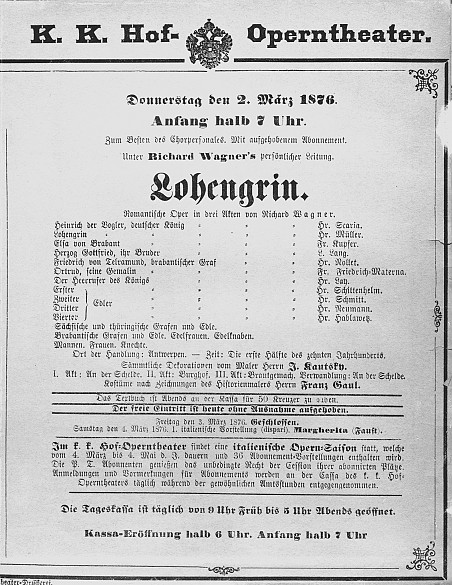 K. K. Hof-Operntheater.
Donnerstag den 2. März 1876.
Anfang halb 7 Uhr.
Zum Besten des Chorpersonales. Mit aufgehobenem Abonnement.
Unter Richard Wagner's persönlicher Leitung.
Lohengrin.
Romantische Oper in drei Akten von Richard Wagner.
Heinrich der Vogler, deutscher König " " " Hr. Scaria.
Lohengrin " " " " Hr. Müller.
Elsa von Brabant " " " " Fr. Kupfer.
Herzog Gottfried, ihr Bruder " " " L. Lang.
Friedrich von Telramund, brabantischer Graf " " Hr. Nollet.
Ortrud, seine Gemalin " " " " Fr. Friedrich-Materna.
Der Heerrufer des Königs " " " Hr. Lay.
Erster " " " Hr. Schittenhelm.
Zweiter " " " Hr. Schmitt.
Edler
Dritter " " " Hr. Neumann.
Vierter " " " Hr. Hablawetz.
Sächsische und thüringische Grafen und Edle.
Brabantische Grafen und Edle. Edelfrauen. Edelknaben.
Mannen. Frauen. Knechte.
Ort der Handlung: Antwerpen. — Zeit: Die erste Hälfte des zehnten Jahrhunderts.
Sämmtliche Dekorationen vom Maler Herrn J. Kautsky.
I. Akt: An der Schelde. II. Akt: Burghof. III. Akt: Brautgemach. Verwandlung: An der Schelde.
Kostüme nach Zeichnungen des Historienmalers Herrn Franz Gaul.
Das Textbuch ist Abends an der Kassa für 50 Kreuzer zu haben.
Der freie Eintritt ist heute ohne Ausnahme aufgehoben.
Freitag den 3. März 1876. Geschlossen.
Samstag den 4. März 1876. 1. italienische Vorstellung (dispari). Margherita (Faust).
Im k. k. Hof-Operntheater findet eine italienische Opern-Saison statt, welche
vom 4. März bis 4. Mai d. J. dauern und 36 Abonnement-Vorstellungen enthalten wird.
Die P. T. Abonnenten genießen das unbedingte Recht der Cession ihrer abonnirten Plätze.
Anmeldungen und Vormerkungen für Abonnements werden an der Cassa des k. k. Hof-
Operntheaters täglich während der gewöhnlichen Amtsstunden entgegengenommen.
Die Tageskassa ist täglich von 9 Uhr Früh bis 5 Uhr Abends geöffnet.
Kassa-Eröffnung halb 6 Uhr. Anfang halb 7 Uhr
heater-Druckerei.